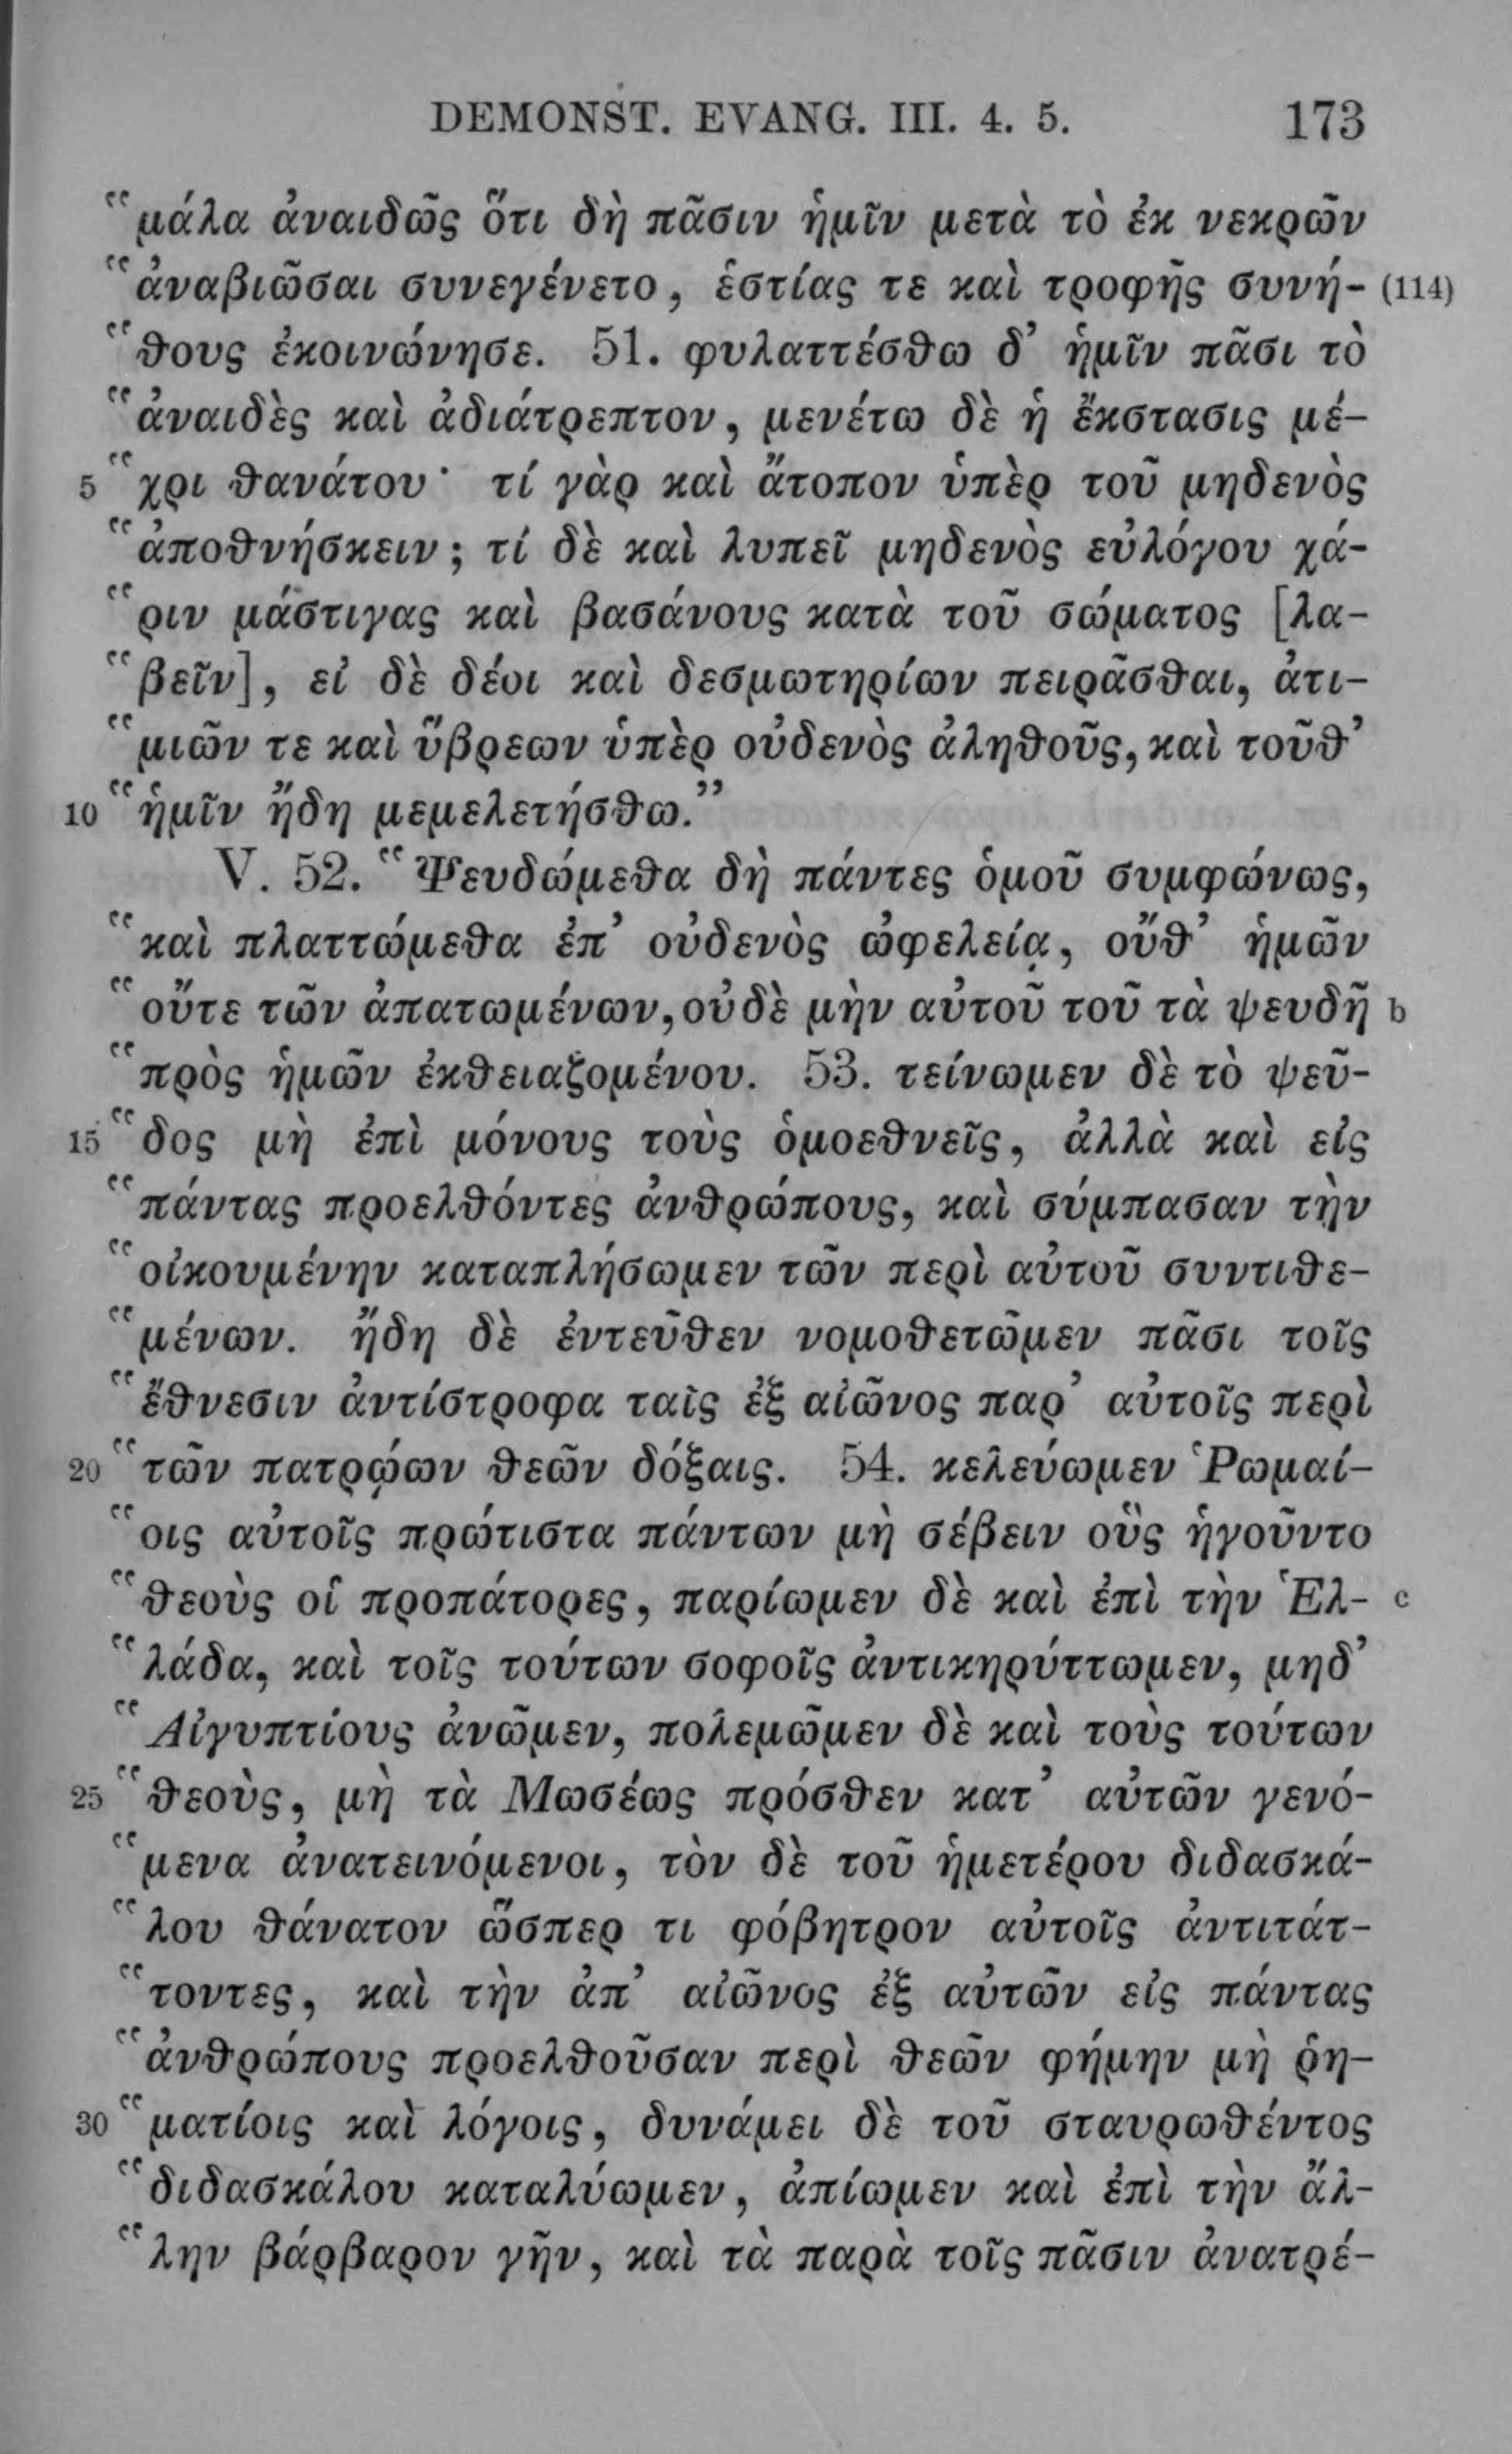 DEMONST. EVANG. III. 4. 5. 173
“μάλα ἀναιδῶς ὅτι δὴ πᾶσιν ἡμῖν μετὰ τὸ ἐκ νεκρῶν
“ἀναβιῶσαι συνεγένετο, ἑστίας τε καὶ τροφῆς συνή- (114)
“θους ἐκοινώνησε. 51. φυλαττέσθω δ’ ἡμῖν πᾶσι τὸ
“ἀναιδὲς καὶ ἀδιάτρεπτον, μενέτω δὲ ἡ ἔκστασις μέ-
5 “χρι θανάτου· τί γὰρ καὶ ἄτοπον ὑπὲρ τοῦ μηδενὸς
“ἀποθνήσκειν; τί δὲ καὶ λυπεῖ μηδενὸς εὐλόγου χά-
“ριν μάστιγας καὶ βασάνους κατὰ τοῦ σώματος [λα-
“βεῖν], εἰ δὲ δέοι καὶ δεσμωτηρίων πειρᾶσθαι, ἀτι-
“μιῶν τε καὶ ὕβρεων ὑπὲρ οὐδενὸς ἀληθοῦς, καὶ τοῦθ’
10 “ἡμῖν ἤδη μεμελετήσθω.”
V. 52. “Ψευδώμεθα δὴ πάντες ὁμοῦ συμφώνως,
“καὶ πλαττώμεθα ἐπ’ οὐδενὸς ὠφελείᾳ, οὔθ’ ἡμῶν
“οὔτε τῶν ἀπατωμένων, οὐδὲ μὴν αὐτοῦ τοῦ τὰ ψευδῆ b
“πρὸς ἡμῶν ἐκθειαζομένου. 53. τείνωμεν δὲ τὸ ψεῦ-
15 “δος μὴ ἐπὶ μόνους τοὺς ὁμοεθνεῖς, ἀλλὰ καὶ εἰς
“πάντας προελθόντες ἀνθρώπους, καὶ σύμπασαν τὴν
“οἰκουμένην καταπλήσωμεν τῶν περὶ αὐτοῦ συντιθε-
“μένων. ἤδη δὲ ἐντεῦθεν νομοθετῶμεν πᾶσι τοῖς
“ἔθνεσιν ἀντίστροφα ταῖς ἐξ αἰῶνος παρ’ αὐτοῖς περὶ
20 “τῶν πατρῴων θεῶν δόξαις. 54. κελεύωμεν Ῥωμαί-
“οις αὐτοῖς πρώτιστα πάντων μὴ σέβειν οὓς ἡγοῦντο
“θεοὺς οἱ προπάτορες, παρίωμεν δὲ καὶ ἐπὶ τὴν Ἑλ- c
“λάδα, καὶ τοῖς τούτων σοφοῖς ἀντικηρύττωμεν, μηδ’
“Αἰγυπτίους ἀνῶμεν, πολεμῶμεν δὲ καὶ τοὺς τούτων
25 “θεοὺς, μὴ τὰ Μωσέως πρόσθεν κατ’ αὐτῶν γενό-
“μενα ἀνατεινόμενοι, τὸν δὲ τοῦ ἡμετέρου διδασκά-
“λου θάνατον ὥσπερ τι φόβητρον αὐτοῖς ἀντιτάτ-
“τοντες, καὶ τὴν ἀπ’ αἰῶνος ἐξ αὐτῶν εἰς πάντας
“ἀνθρώπους προελθοῦσαν περὶ θεῶν φήμην μὴ ῥη-
30 “ματίοις καὶ λόγοις, δυνάμει δὲ τοῦ σταυρωθέντος
“διδασκάλου καταλύωμεν, ἀπίωμεν καὶ ἐπὶ τὴν ἄλ-
“λην βάρβαρον γῆν, καὶ τὰ παρὰ τοῖς πᾶσιν ἀνατρέ-